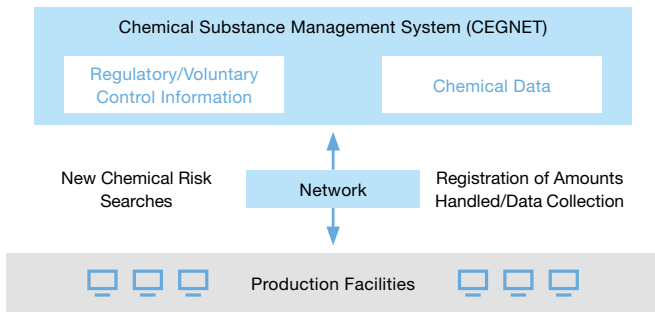 Chemical Substance Management System (CEGNET)
Regulatory/Voluntary
Control Information
Chemical Data
New Chemical Risk
Searches
Network
Registration of Amounts
Handled/Data Collection
Production Facilities